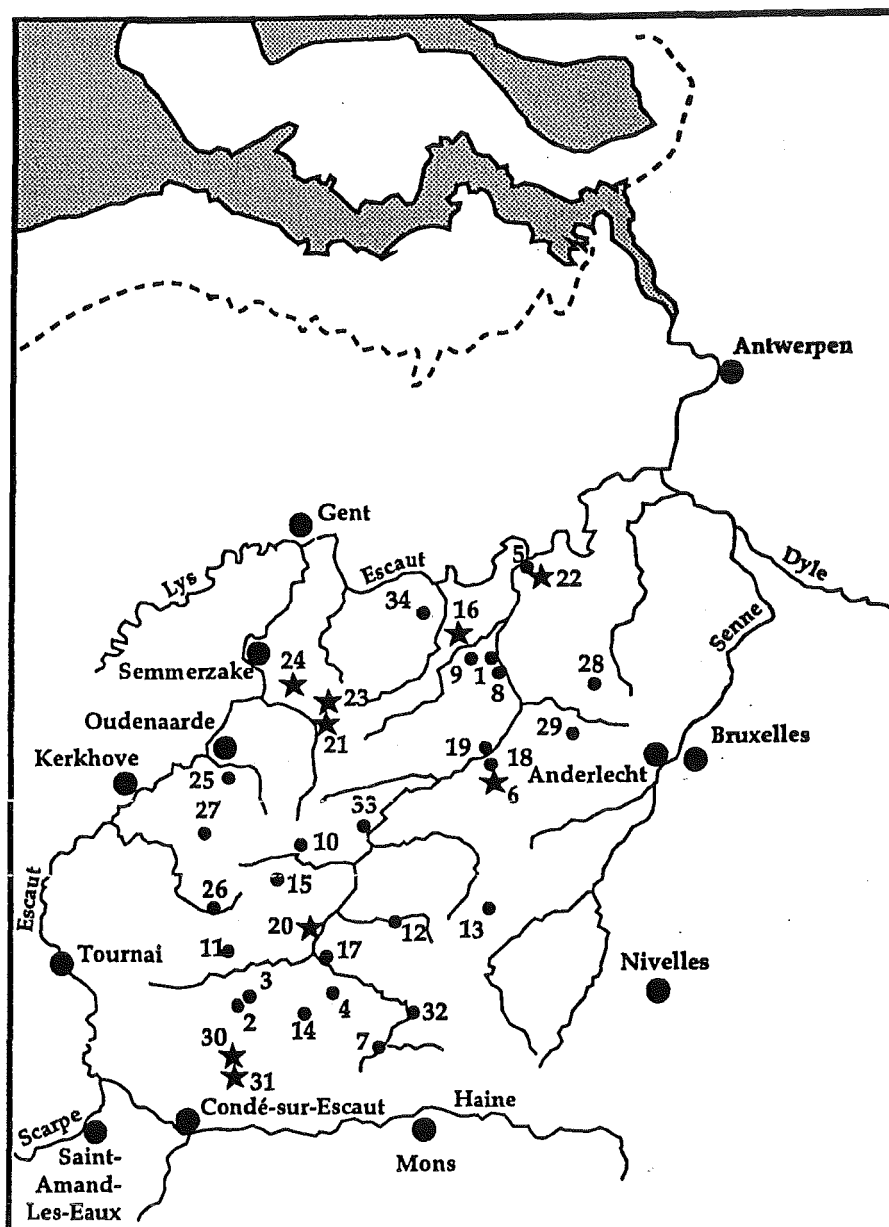 Antwerpen
Gent
Lys
Escaut
5
22
Dyle
34
16
Senne
Semmerzake
24
9
1
8
28
23
21
Oudenaarde
19
29
Bruxelles
Kerkhove
18
Anderlecht
25
6
27
33
10
15
Escaut
26
20
12
13
11
17
Tournai
Nivelles
3
2
14
4
32
30
7
31
Condé-sur-Escaut
Haine
Scarpe
Saint-
Amand-
Les-Eaux
Mons